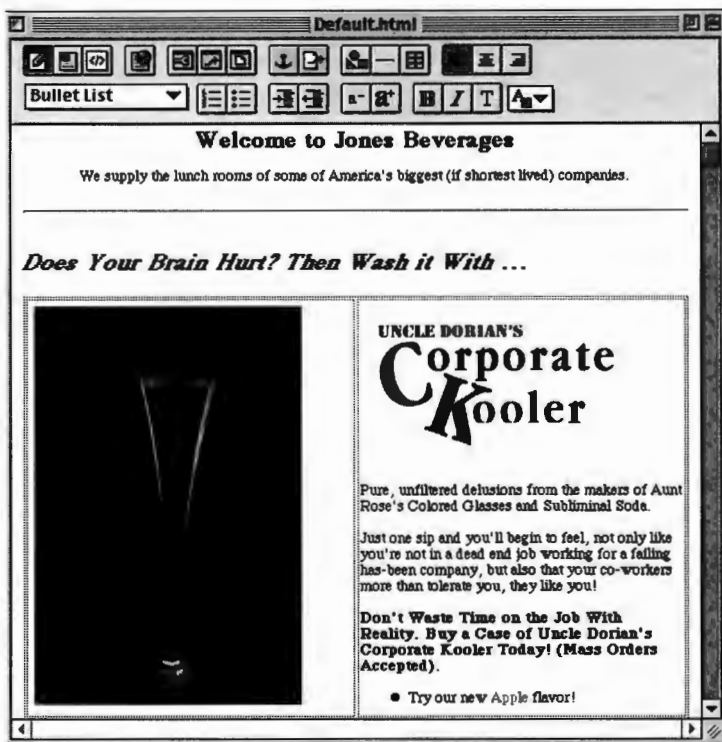 Default.html
Bullet List
a- a+ B I T A
Welcome to Jones Beverages
We supply the lunch rooms of some of America's biggest (if shortest lived) companies.
Does Your Brain Hurt? Then Wash it With ...
UNCLE DORIAN'S
Corporate
Kooler
Pure, unfiltered delusions from the makers of Aunt
Rose's Colored Glasses and Subliminal Soda.
Just one sip and you'll begin to feel, not only like
you're not in a dead end job working for a failing
has-been company, but also that your co-workers
more than tolerate you, they like you!
Don't Waste Time on the Job With
Reality. Buy a Case of Uncle Dorian's
Corporate Kooler Today! (Mass Orders
Accepted).
• Try our new Apple flavor!